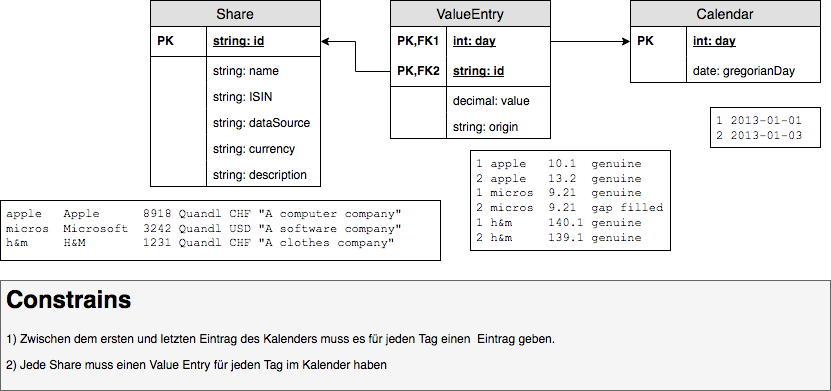 Share
PK string: id
string: name
string: ISIN
string: dataSource
string: currency
string: description
ValueEntry
PK,FK1 int: day
PK,FK2 string: id
decimal: value
string: origin
Calendar
PK int: day
date: gregorianDay
1 2013-01-01
2 2013-01-03
1 apple 10.1 genuine
2 apple 13.2 genuine
1 micros 9.21 genuine
2 micros 9.21 gap filled
1 h&m 140.1 genuine
2 h&m 139.1 genuine
apple Apple 8918 Quandl CHF "A computer company"
micros Microsoft 3242 Quandl USD "A software company"
h&m H&M 1231 Quandl CHF "A clothes company"
Constrains
1) Zwischen dem ersten und letzten Eintrag des Kalenders muss es für jeden Tag einen Eintrag geben.
2) Jede Share muss einen Value Entry für jeden Tag im Kalender haben